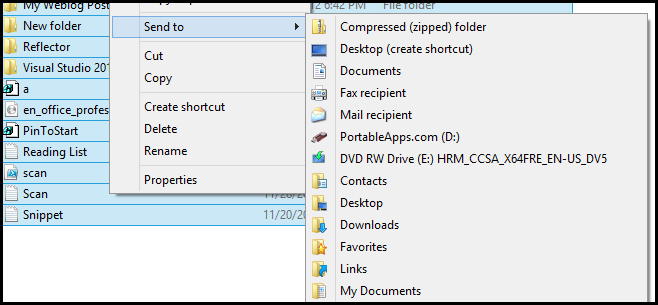 My Weblog Post
2 6:42 PM File folder
New folder
Reflector
Visual Studio 201
a
en_office_profes
PinToStart
Reading List
scan
Scan 11/28/20
Snippet 11/20/20
Send to
Cut
Copy
Create shortcut
Delete
Rename
Properties
Compressed (zipped) folder
Desktop (create shortcut)
Documents
Fax recipient
Mail recipient
PortableApps.com (D:)
DVD RW Drive (E:) HRM_CCSA_X64FRE_EN-US_DV5
Contacts
Desktop
Downloads
Favorites
Links
My Documents